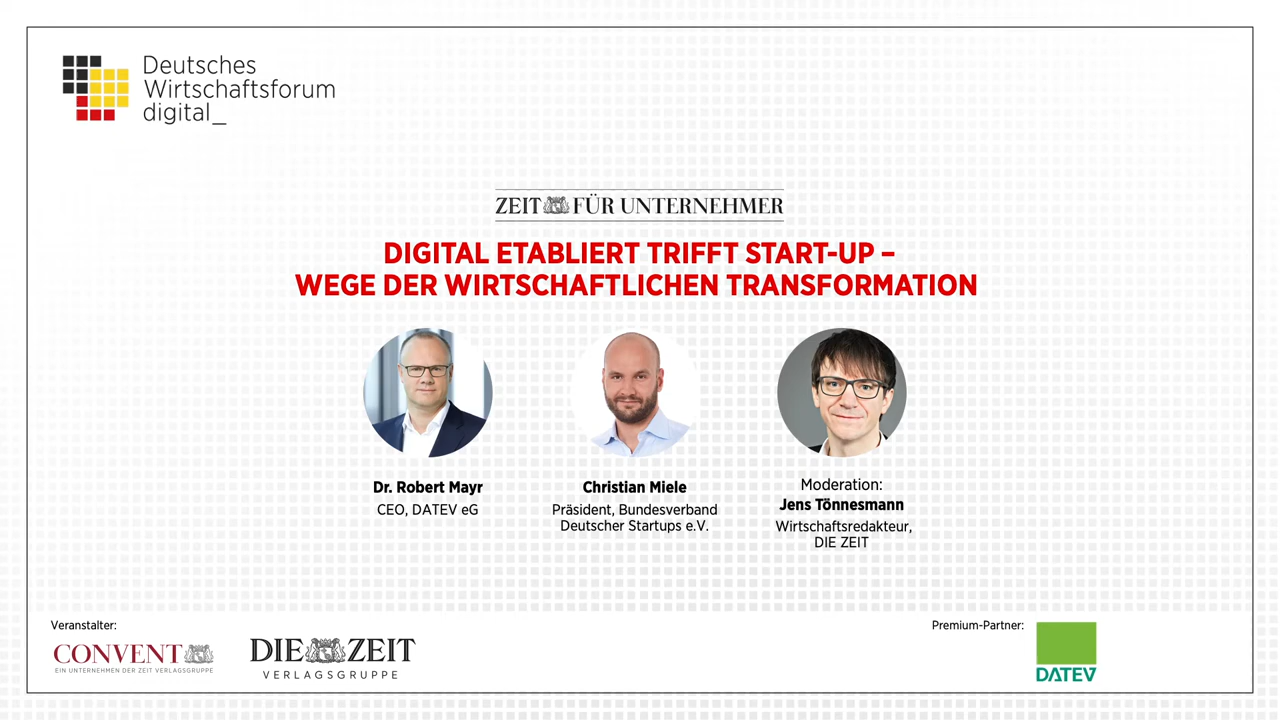 Deutsches
Wirtschaftsforum
digital_
ZEIT FÜR UNTERNEHMER
DIGITAL ETABLIERT TRIFFT START-UP –
WEGE DER WIRTSCHAFTLICHEN TRANSFORMATION
Dr. Robert Mayr
CEO, DATEV eG
Christian Miele
Präsident, Bundesverband
Deutscher Startups e.V.
Moderation:
Jens Tönnesmann
Wirtschaftsredakteur,
DIE ZEIT
Veranstalter:
CONVENT
EIN UNTERNEHMEN DER ZEIT VERLAGSGRUPPE
DIE ZEIT
VERLAGSGRUPPE
Premium-Partner:
DATEV